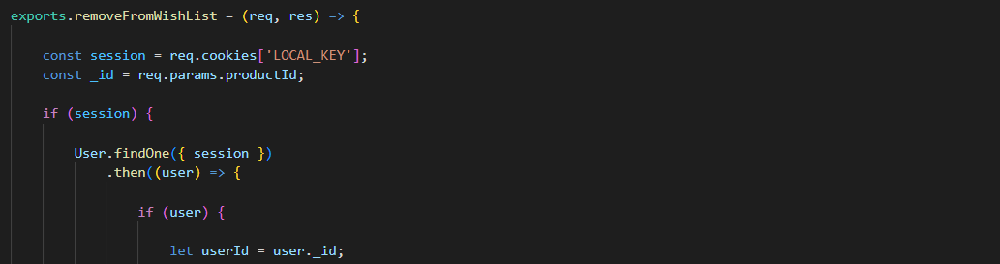 exports.removeFromWishList = (req, res) => {
const session = req.cookies['LOCAL_KEY'];
const _id = req.params.productId;
if (session) {
User.findOne({ session })
.then((user) => {
if (user) {
let userId = user._id;